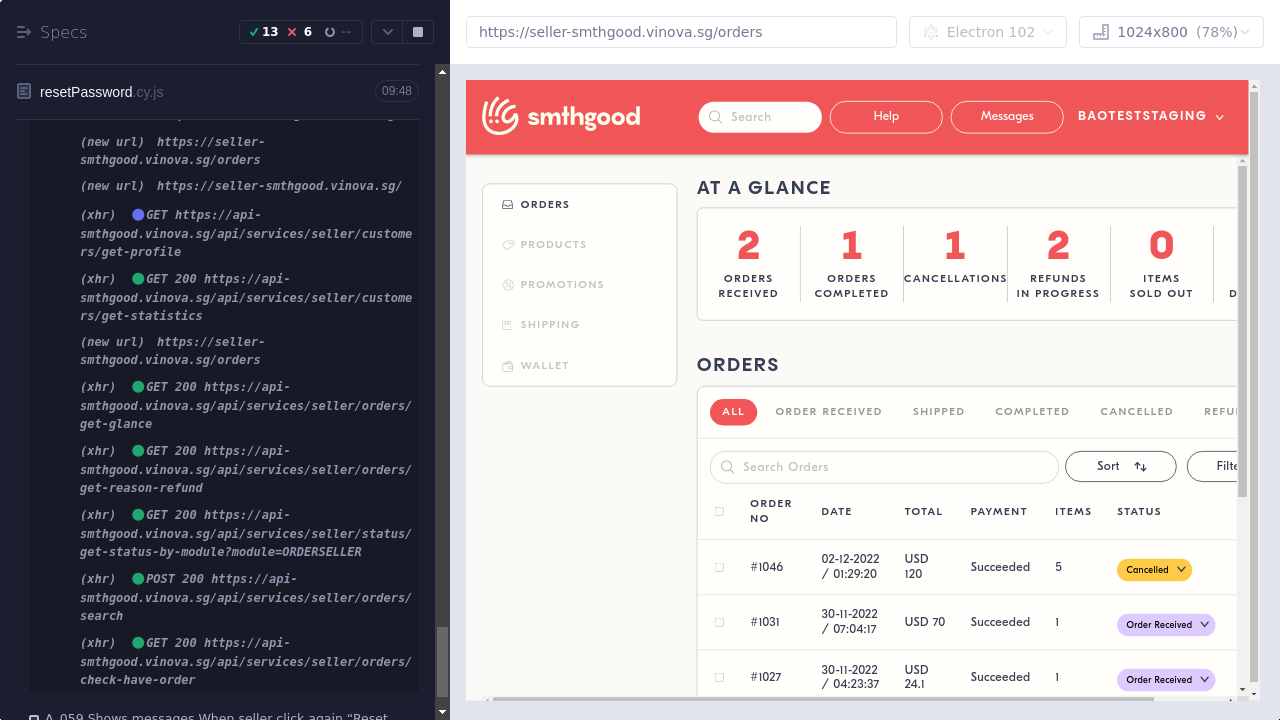 Specs
13
6
--
https://seller-smthgood.vinova.sg/orders
Electron 102
1024x800 (78%)
resetPassword.cy.js
09:48
(new url) https://seller-
smthgood.vinova.sg/orders
(new url) https://seller-smthgood.vinova.sg/
(xhr) GET https://api-
smthgood.vinova.sg/api/services/seller/custome
rs/get-profile
(xhr) GET 200 https://api-
smthgood.vinova.sg/api/services/seller/custome
rs/get-statistics
(new url) https://seller-
smthgood.vinova.sg/orders
(xhr) GET 200 https://api-
smthgood.vinova.sg/api/services/seller/orders/
get-glance
(xhr) GET 200 https://api-
smthgood.vinova.sg/api/services/seller/orders/
get-reason-refund
(xhr) GET 200 https://api-
smthgood.vinova.sg/api/services/seller/status/
get-status-by-module?module=ORDERSELLER
(xhr) POST 200 https://api-
smthgood.vinova.sg/api/services/seller/orders/
search
(xhr) GET 200 https://api-
smthgood.vinova.sg/api/services/seller/orders/
check-have-order
A_059 Shows messages When seller click again “Reset
smthgood
Search
Help
Messages
BAOTESTSTAGING
ORDERS
PRODUCTS
PROMOTIONS
SHIPPING
WALLET
AT A GLANCE
2
ORDERS
RECEIVED
1
ORDERS
COMPLETED
1
CANCELLATIONS
2
REFUNDS
IN PROGRESS
0
ITEMS
SOLD OUT
D
ORDERS
ALL
ORDER RECEIVED
SHIPPED
COMPLETED
CANCELLED
REFU
Search Orders
Sort
Filte
ORDER
NO
DATE
TOTAL
PAYMENT
ITEMS
STATUS
#1046
02-12-2022
/ 01:29:20
USD
120
Succeeded
5
Cancelled
#1031
30-11-2022
/ 07:04:17
USD 70
Succeeded
1
Order Received
#1027
30-11-2022
/ 04:23:37
USD
24.1
Succeeded
1
Order Received